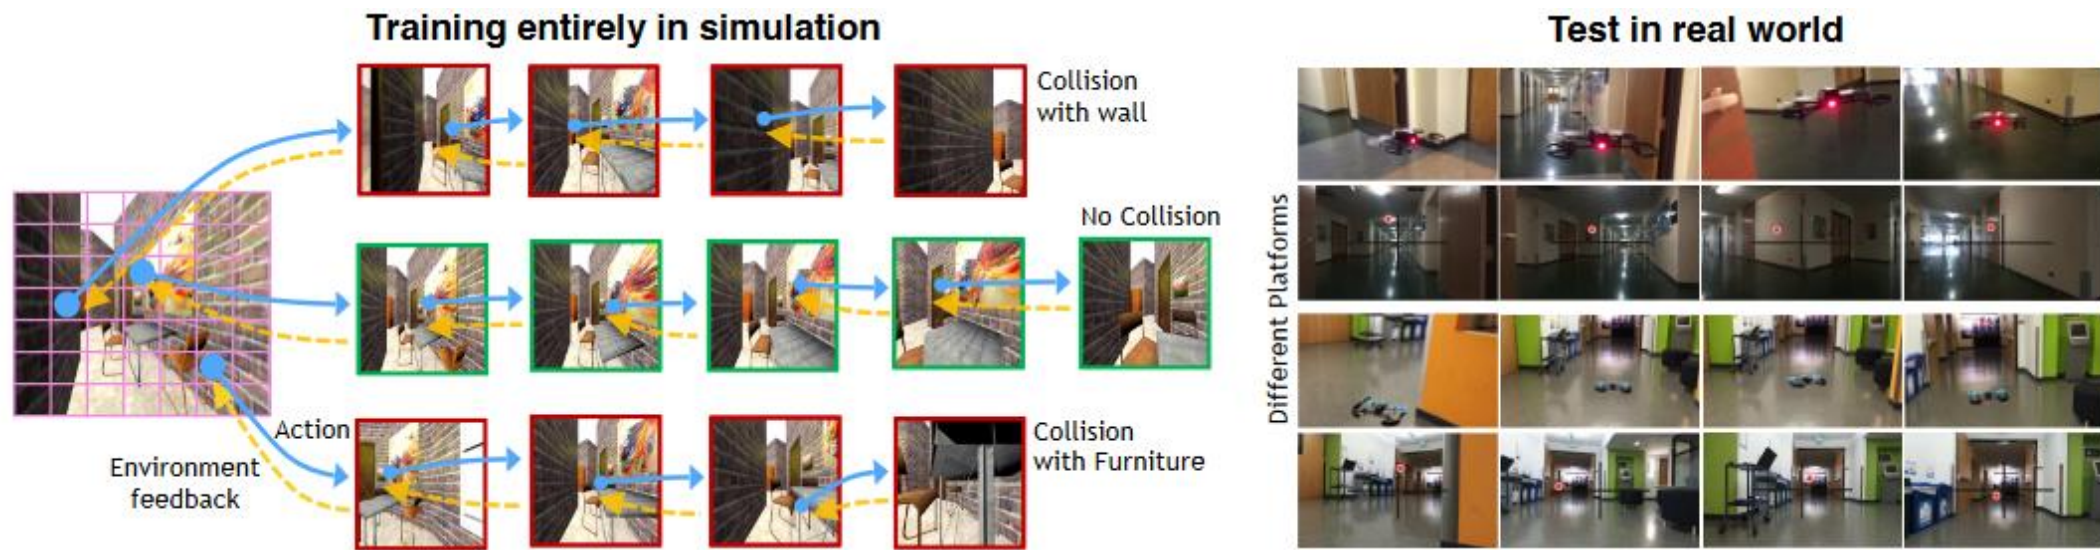 Training entirely in simulation
Collision
with wall
No Collision
Action
Environment
feedback
Collision
with Furniture
Test in real world
Different Platforms